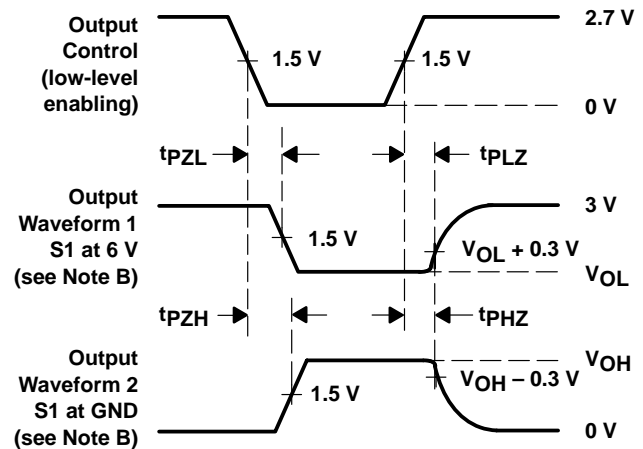 Output
Control
(low-level
enabling)
2.7 V
1.5 V
1.5 V
0 V
tPZL
tPLZ
Output
Waveform 1
S1 at 6 V
(see Note B)
3 V
1.5 V
VOL + 0.3 V
VOL
tPZH
tPHZ
Output
Waveform 2
S1 at GND
(see Note B)
VOH
1.5 V
VOH − 0.3 V
0 V